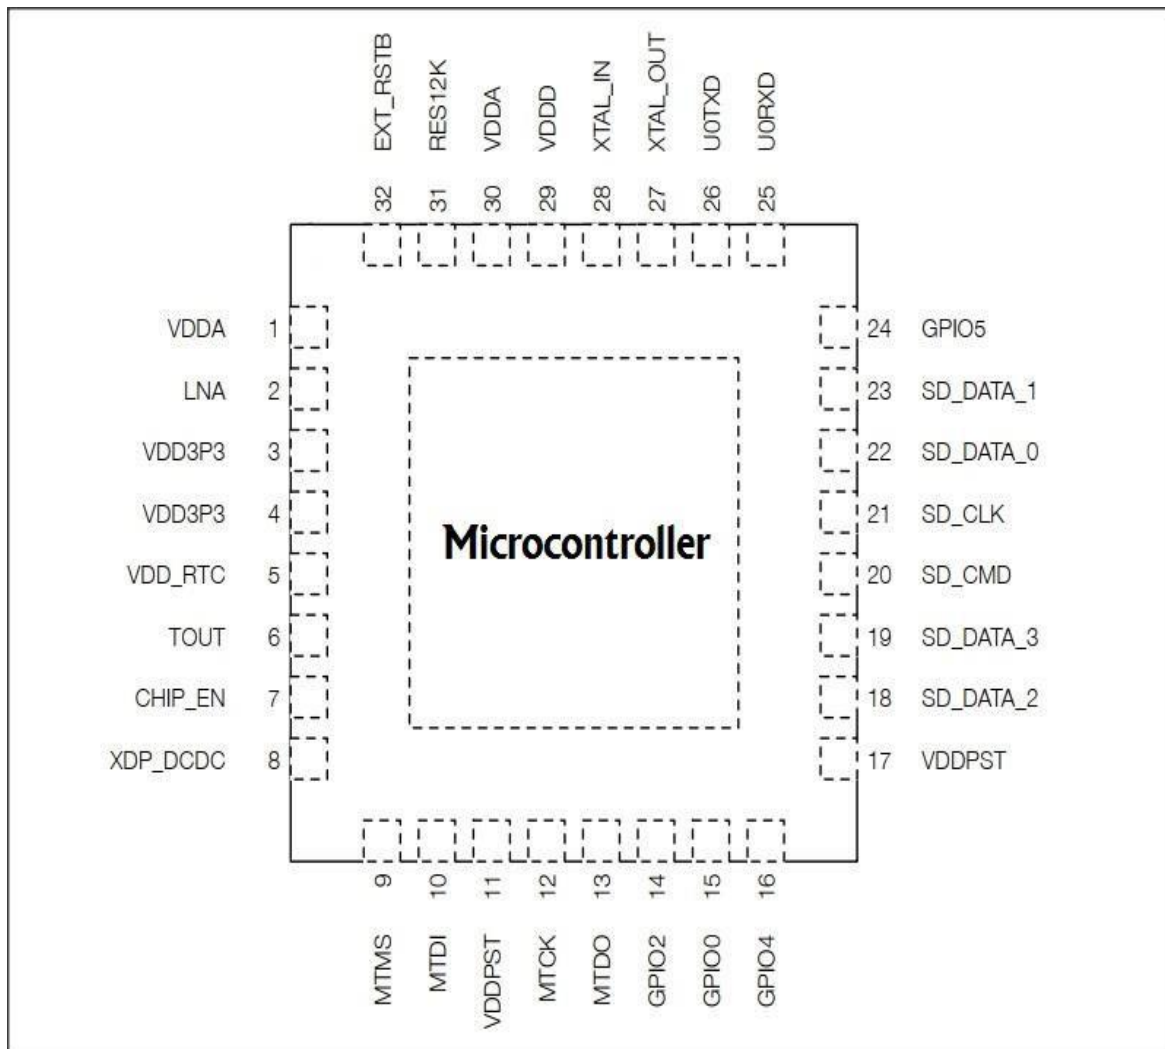 EXT_RSTB
RES12K
VDDA
VDDD
XTAL_IN
XTAL_OUT
U0TXD
U0RXD
32 31 30 29 28 27 26 25
VDDA 1
LNA 2
VDD3P3 3
VDD3P3 4
VDD_RTC 5
TOUT 6
CHIP_EN 7
XDP_DCDC 8
Microcontroller
24 GPIO5
23 SD_DATA_1
22 SD_DATA_0
21 SD_CLK
20 SD_CMD
19 SD_DATA_3
18 SD_DATA_2
17 VDDPST
9 10 11 12 13 14 15 16
MTMS
MTDI
VDDPST
MTCK
MTDO
GPIO2
GPIO0
GPIO4